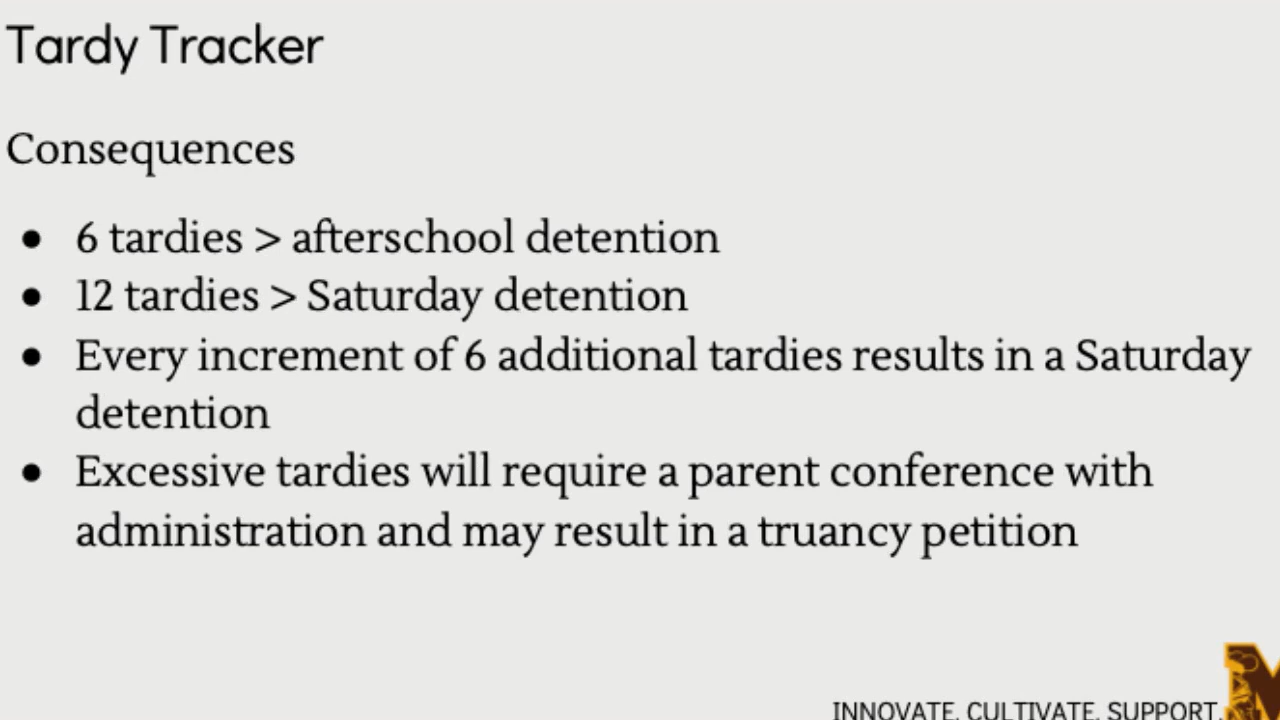 Tardy Tracker
Consequences
● 6 tardies > afterschool detention
● 12 tardies > Saturday detention
● Every increment of 6 additional tardies results in a Saturday
detention
● Excessive tardies will require a parent conference with
administration and may result in a truancy petition
INNOVATE. CULTIVATE. SUPPORT.
M